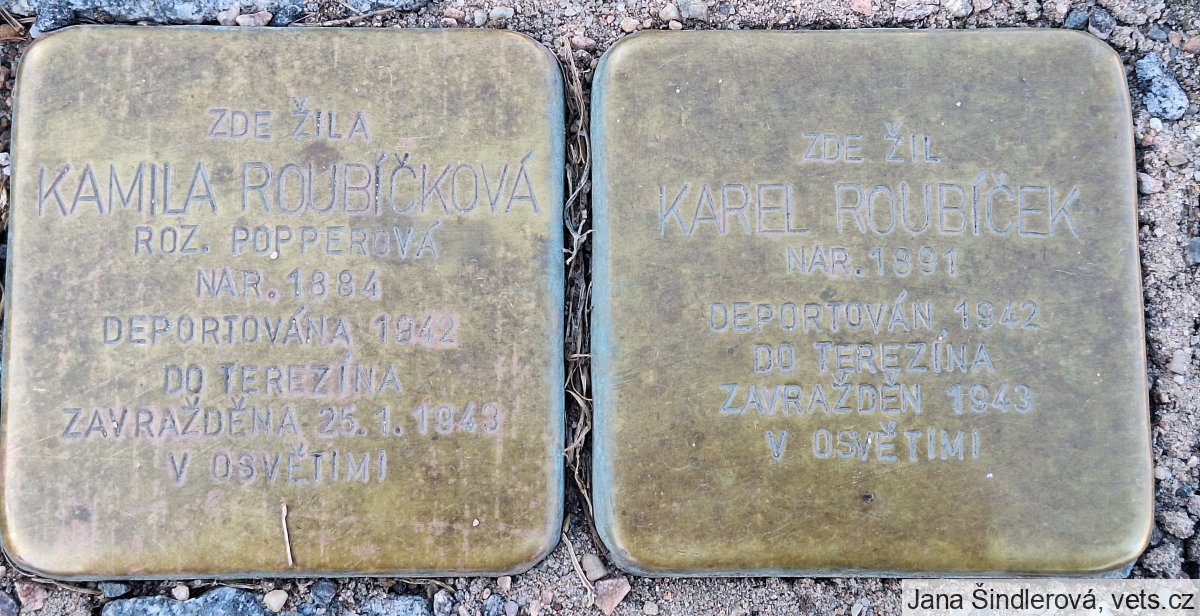 ZDE ŽILA
KAMILA ROUBÍČKOVÁ
ROZ. POPPEROVÁ
NAR. 1884
DEPORTOVÁNA 1942
DO TEREZÍNA
ZAVRAŽDĚNA 25.1.1943
V OSVĚTIMI
ZDE ŽIL
KAREL ROUBÍČEK
NAR. 1891
DEPORTOVÁN 1942
DO TEREZÍNA
ZAVRAŽDĚN 1943
V OSVĚTIMI
Jana Šindlerová, vets.cz